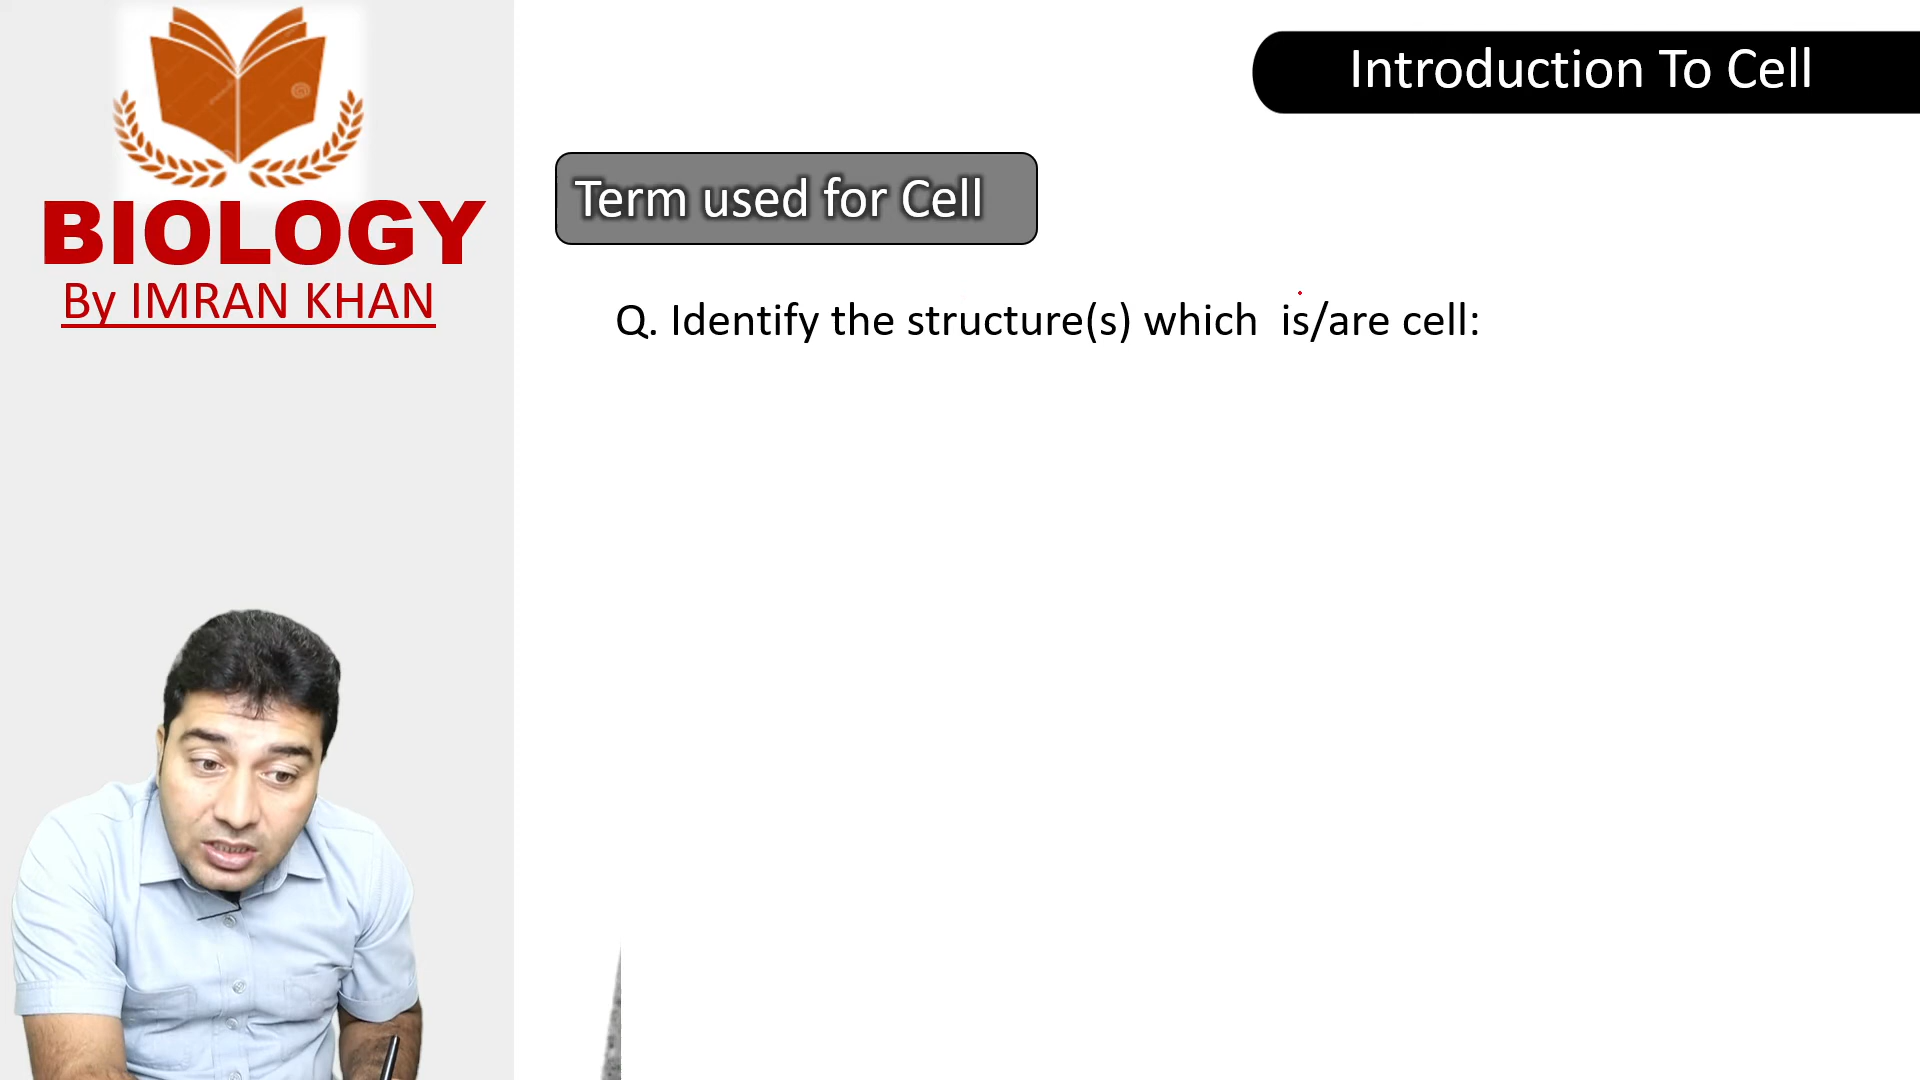 BIOLOGY
By IMRAN KHAN
Introduction To Cell
Term used for Cell
Q. Identify the structure(s) which is/are cell: